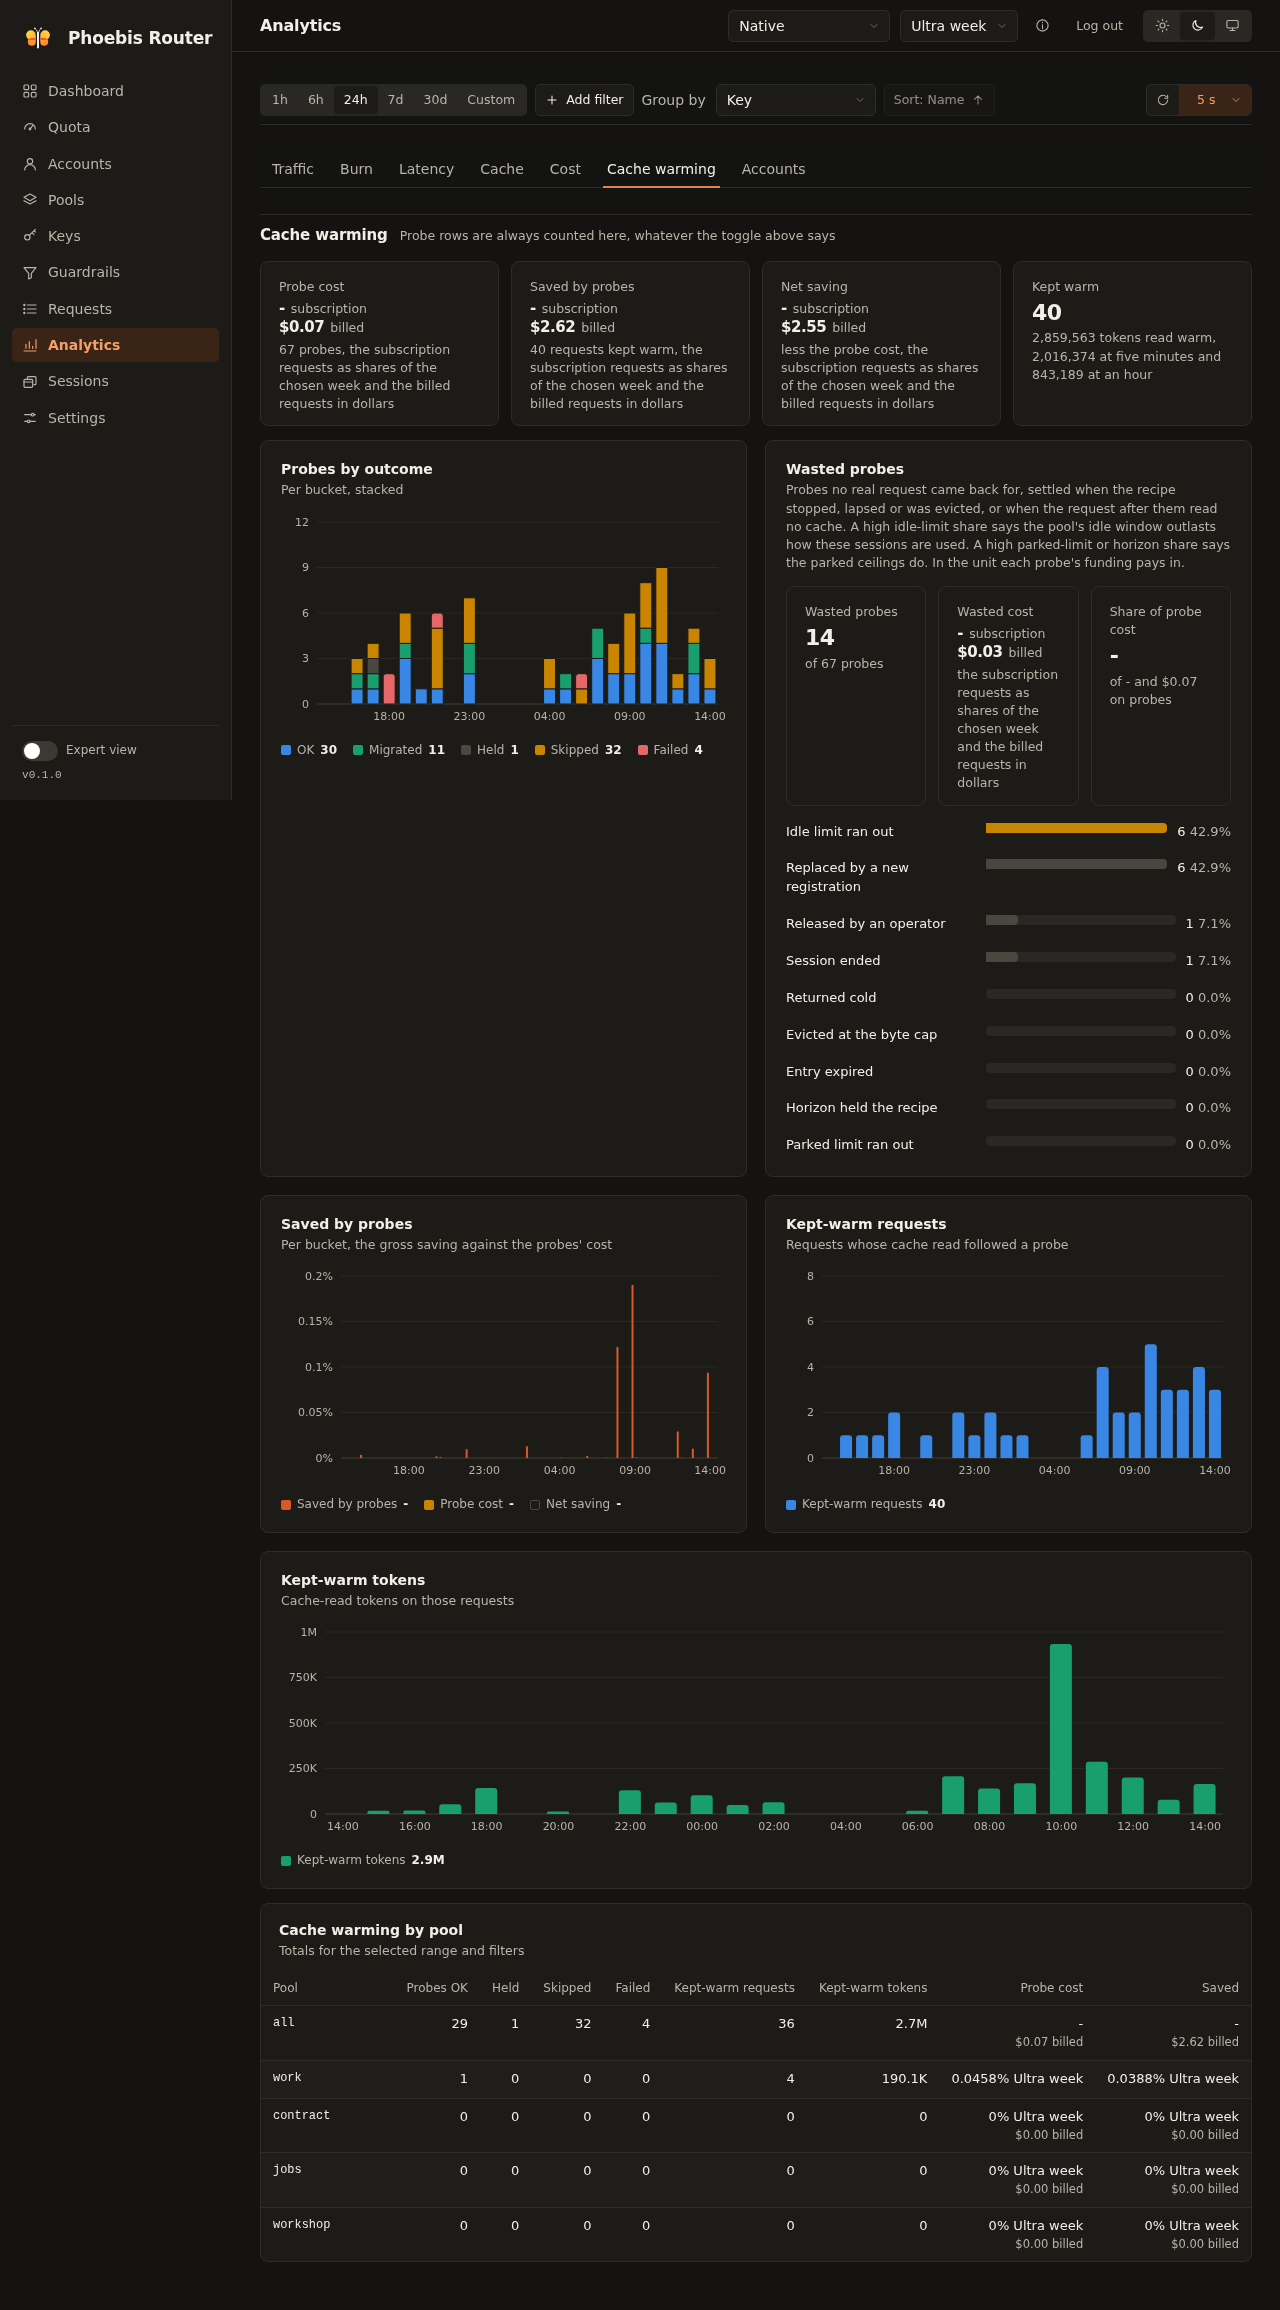 Phoebis Router
Dashboard
Quota
Accounts
Pools
Keys
Guardrails
Requests
Analytics
Sessions
Settings
Expert view
v0.1.0
Analytics
Native
Ultra week
Log out
1h 6h 24h 7d 30d Custom
Add filter
Group by
Key
Sort: Name
5 s
Traffic Burn Latency Cache Cost Cache warming Accounts
Cache warming Probe rows are always counted here, whatever the toggle above says
Probe cost
- subscription
$0.07 billed
67 probes, the subscription
requests as shares of the
chosen week and the billed
requests in dollars
Saved by probes
- subscription
$2.62 billed
40 requests kept warm, the
subscription requests as shares
of the chosen week and the
billed requests in dollars
Net saving
- subscription
$2.55 billed
less the probe cost, the
subscription requests as shares
of the chosen week and the
billed requests in dollars
Kept warm
40
2,859,563 tokens read warm,
2,016,374 at five minutes and
843,189 at an hour
Probes by outcome
Per bucket, stacked
12
9
6
3
0
18:00 23:00 04:00 09:00 14:00
OK 30 Migrated 11 Held 1 Skipped 32 Failed 4
Wasted probes
Probes no real request came back for, settled when the recipe
stopped, lapsed or was evicted, or when the request after them read
no cache. A high idle-limit share says the pool's idle window outlasts
how these sessions are used. A high parked-limit or horizon share says
the parked ceilings do. In the unit each probe's funding pays in.
Wasted probes
14
of 67 probes
Wasted cost
- subscription
$0.03 billed
the subscription
requests as
shares of the
chosen week
and the billed
requests in
dollars
Share of probe
cost
-
of - and $0.07
on probes
Idle limit ran out 6 42.9%
Replaced by a new
registration 6 42.9%
Released by an operator 1 7.1%
Session ended 1 7.1%
Returned cold 0 0.0%
Evicted at the byte cap 0 0.0%
Entry expired 0 0.0%
Horizon held the recipe 0 0.0%
Parked limit ran out 0 0.0%
Saved by probes
Per bucket, the gross saving against the probes' cost
0.2%
0.15%
0.1%
0.05%
0%
18:00 23:00 04:00 09:00 14:00
Saved by probes - Probe cost - Net saving -
Kept-warm requests
Requests whose cache read followed a probe
8
6
4
2
0
18:00 23:00 04:00 09:00 14:00
Kept-warm requests 40
Kept-warm tokens
Cache-read tokens on those requests
1M
750K
500K
250K
0
14:00 16:00 18:00 20:00 22:00 00:00 02:00 04:00 06:00 08:00 10:00 12:00 14:00
Kept-warm tokens 2.9M
Cache warming by pool
Totals for the selected range and filters
Pool Probes OK Held Skipped Failed Kept-warm requests Kept-warm tokens Probe cost Saved
all 29 1 32 4 36 2.7M - -
$0.07 billed $2.62 billed
work 1 0 0 0 4 190.1K 0.0458% Ultra week 0.0388% Ultra week
contract 0 0 0 0 0 0 0% Ultra week 0% Ultra week
$0.00 billed $0.00 billed
jobs 0 0 0 0 0 0 0% Ultra week 0% Ultra week
$0.00 billed $0.00 billed
workshop 0 0 0 0 0 0 0% Ultra week 0% Ultra week
$0.00 billed $0.00 billed